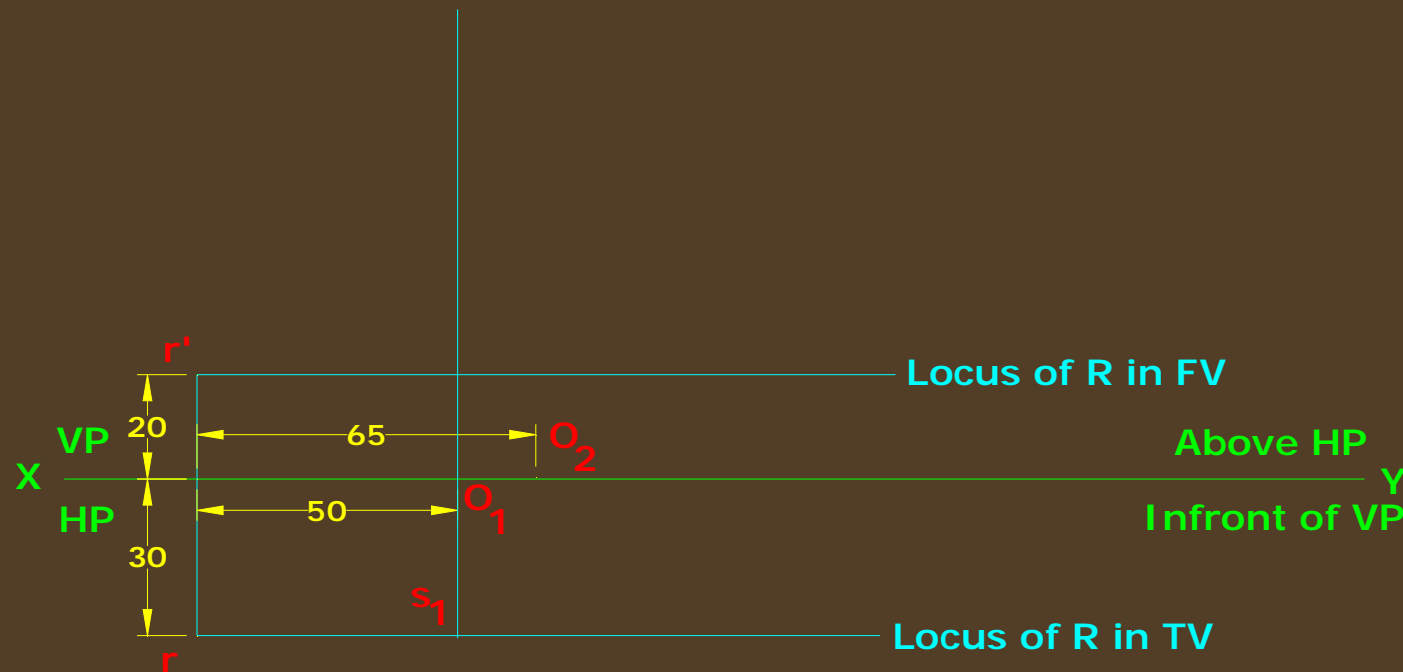 r'
Locus of R in FV
20
65
O2
VP
Above HP
X
Y
O1
HP
50
Infront of VP
30
s1
Locus of R in TV
r